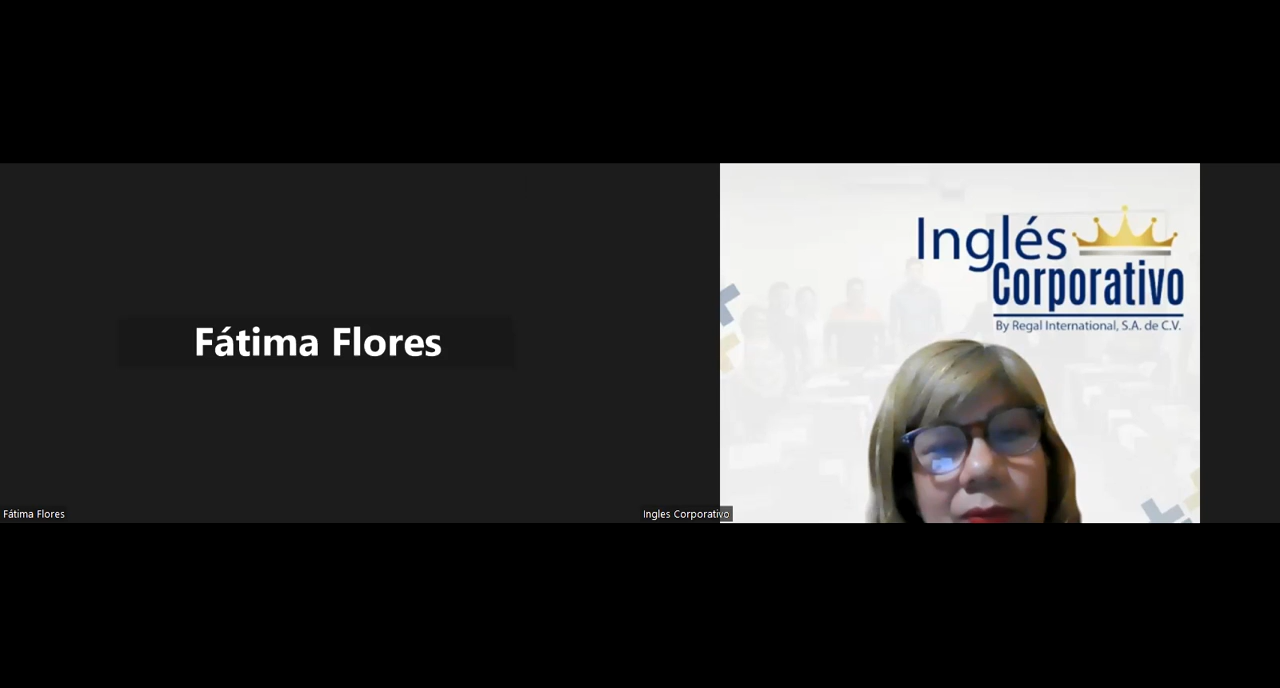 Fátima Flores
Inglés
Corporativo
By Regal International, S.A. de C.V.
Fátima Flores
Ingles Corporativo